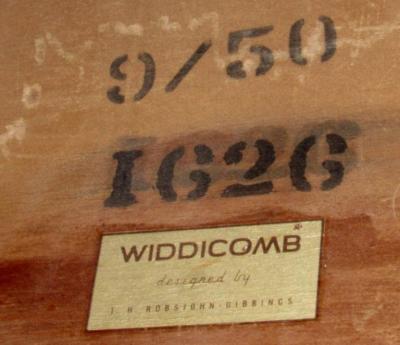 9/50
1626
WIDDICOMB®
designed by
T. H. ROBSJOHN-GIBBINGS